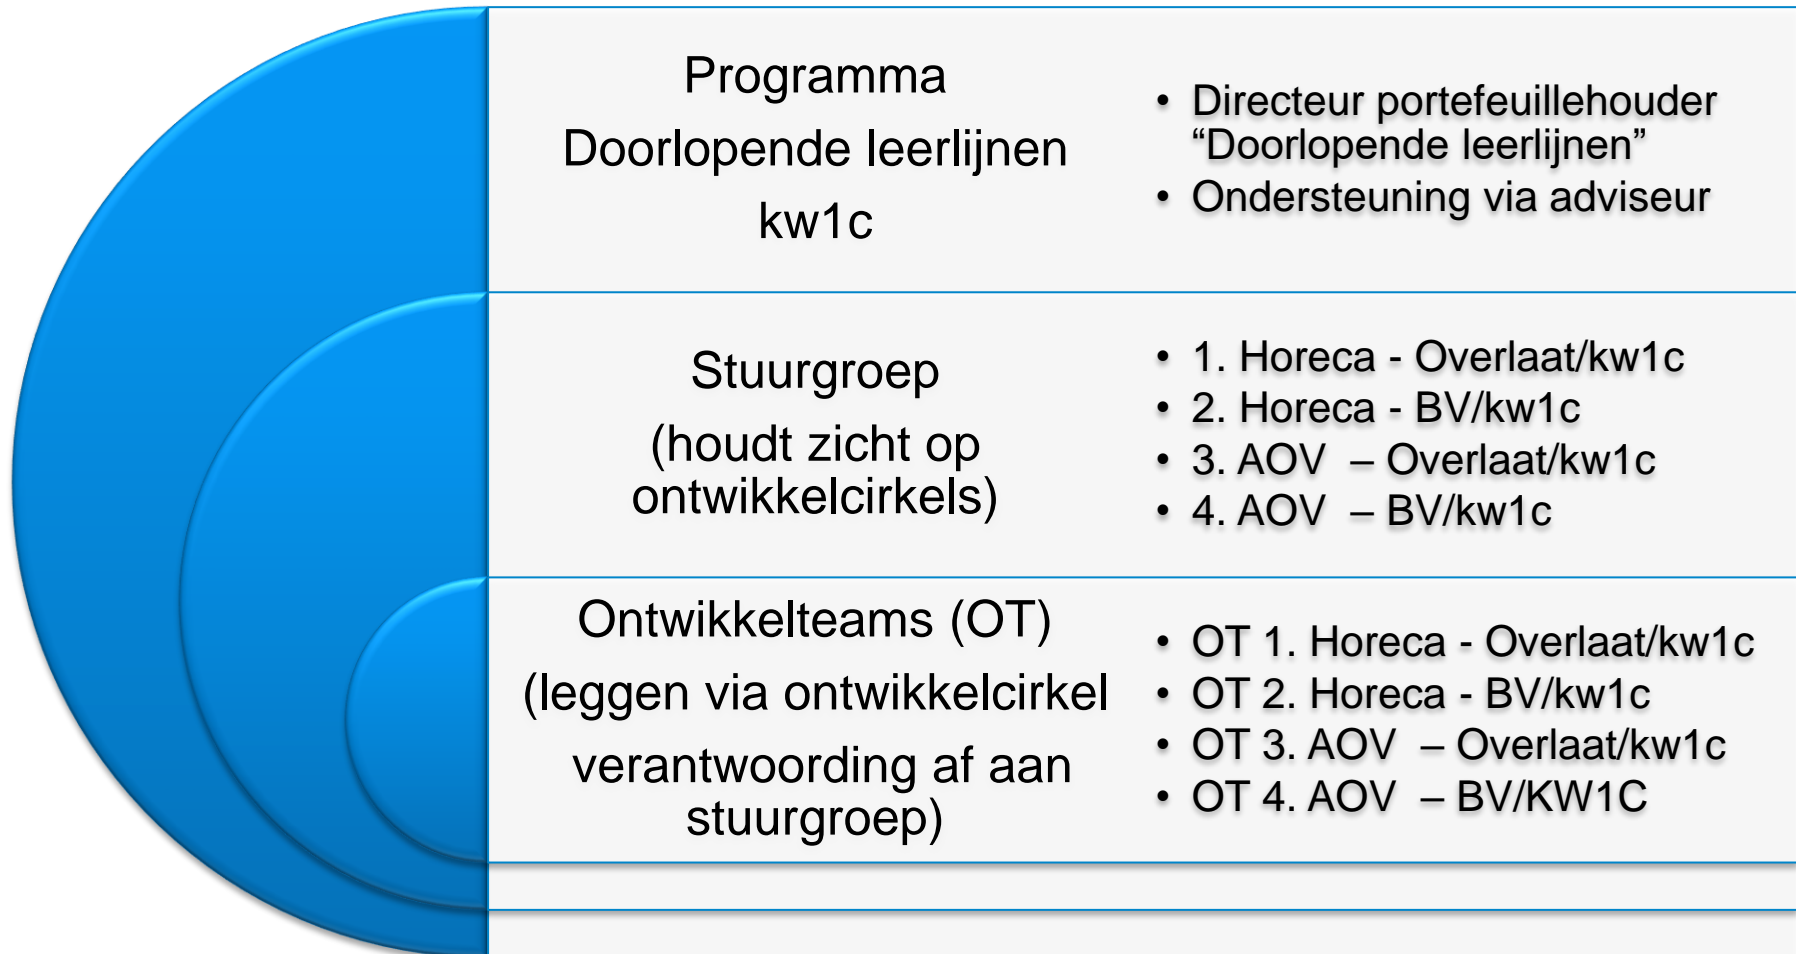 Programma
Doorlopende leerlijnen
kw1c
• Directeur portefeuillehouder
“Doorlopende leerlijnen”
• Ondersteuning via adviseur
Stuurgroep
(houdt zicht op
ontwikkelcirkels)
• 1. Horeca - Overlaat/kw1c
• 2. Horeca - BV/kw1c
• 3. AOV – Overlaat/kw1c
• 4. AOV – BV/kw1c
Ontwikkelteams (OT)
(leggen via ontwikkelcirkel
verantwoording af aan
stuurgroep)
• OT 1. Horeca - Overlaat/kw1c
• OT 2. Horeca - BV/kw1c
• OT 3. AOV – Overlaat/kw1c
• OT 4. AOV – BV/KW1C